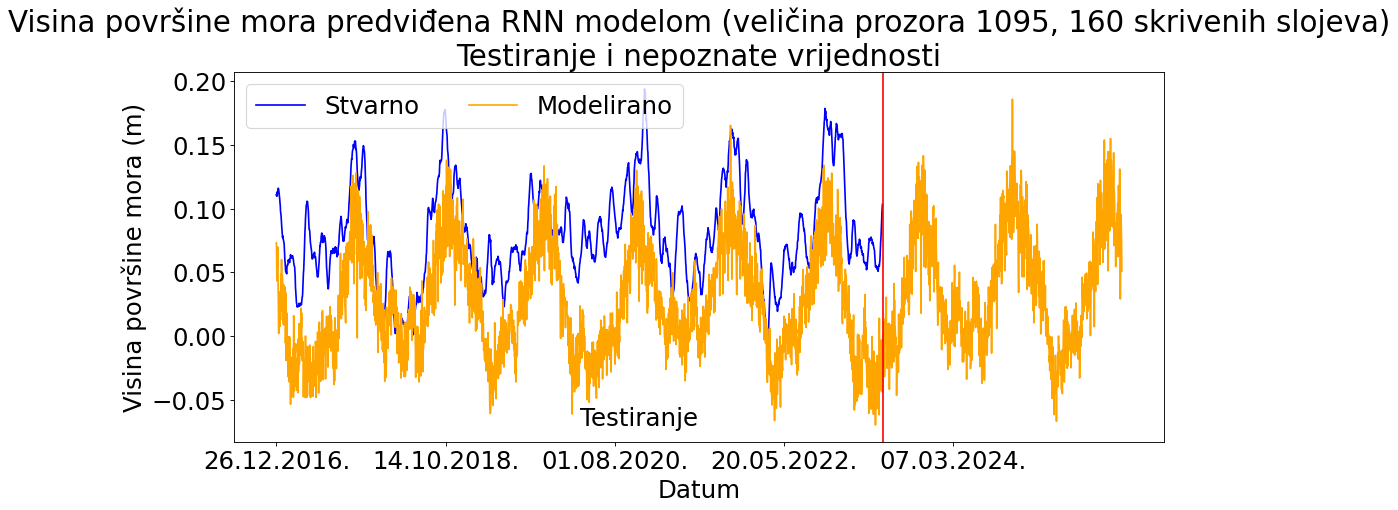 Visina površine mora predviđena RNN modelom (veličina prozora 1095, 160 skrivenih slojeva)
Testiranje i nepoznate vrijednosti
Stvarno
Modelirano
Visina površine mora (m)
0.20
0.15
0.10
0.05
0.00
−0.05
Testiranje
26.12.2016.
14.10.2018.
01.08.2020.
20.05.2022.
07.03.2024.
Datum